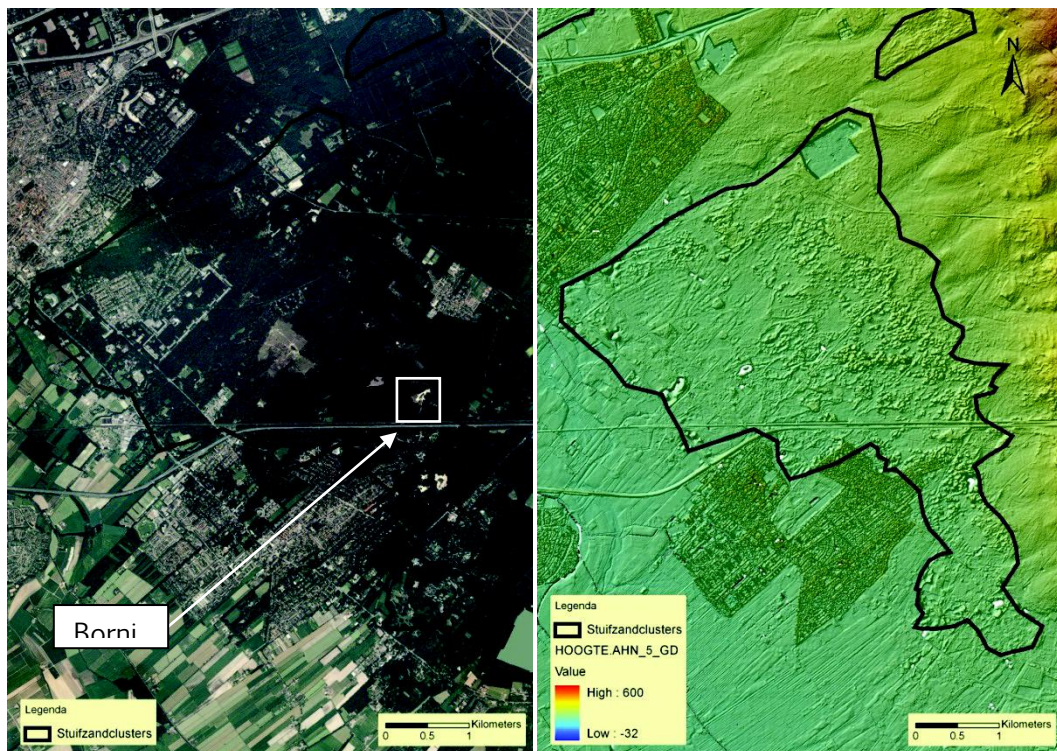 Borni
Legenda
Stuifzandclusters
Kilometers
0 0.5 1
N
Legenda
Stuifzandclusters
HOOGTE.AHN_5_GD
Value
High : 600
Low : -32
Kilometers
0 0.5 1